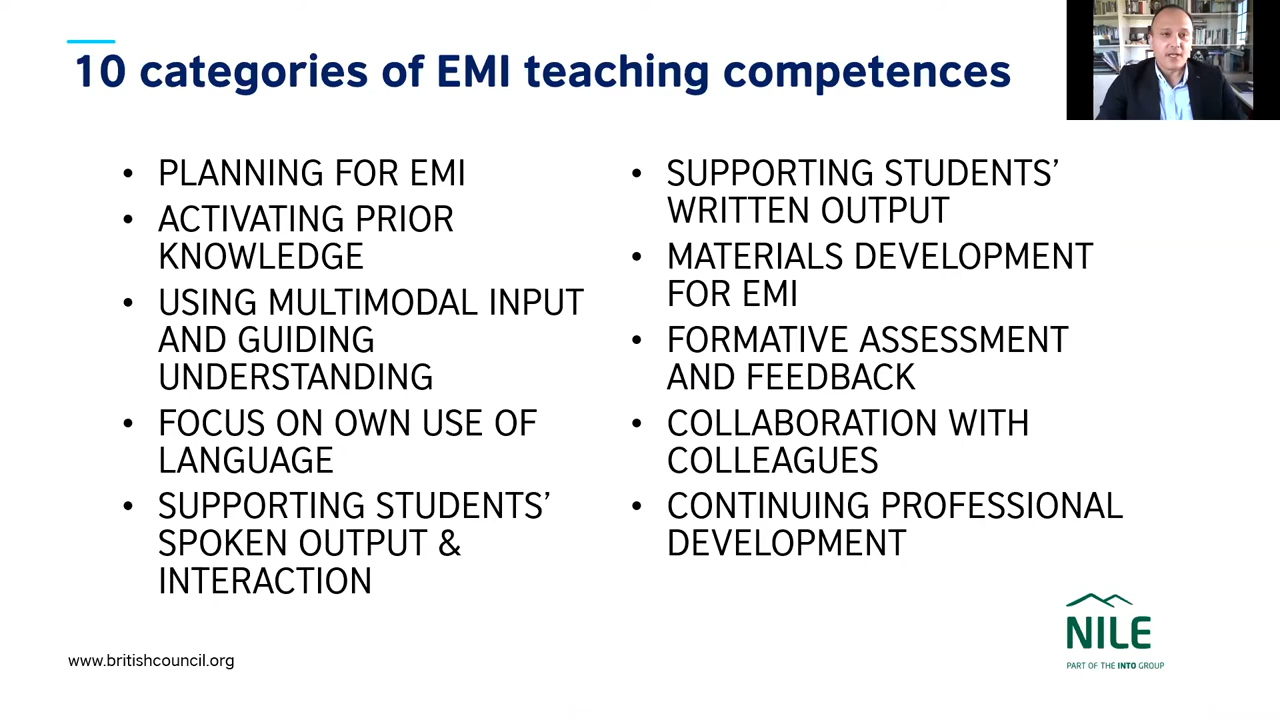 10 categories of EMI teaching competences
• PLANNING FOR EMI
• ACTIVATING PRIOR
KNOWLEDGE
• USING MULTIMODAL INPUT
AND GUIDING
UNDERSTANDING
• FOCUS ON OWN USE OF
LANGUAGE
• SUPPORTING STUDENTS’
SPOKEN OUTPUT &
INTERACTION
• SUPPORTING STUDENTS’
WRITTEN OUTPUT
• MATERIALS DEVELOPMENT
FOR EMI
• FORMATIVE ASSESSMENT
AND FEEDBACK
• COLLABORATION WITH
COLLEAGUES
• CONTINUING PROFESSIONAL
DEVELOPMENT
www.britishcouncil.org
NILE
PART OF THE INTO GROUP